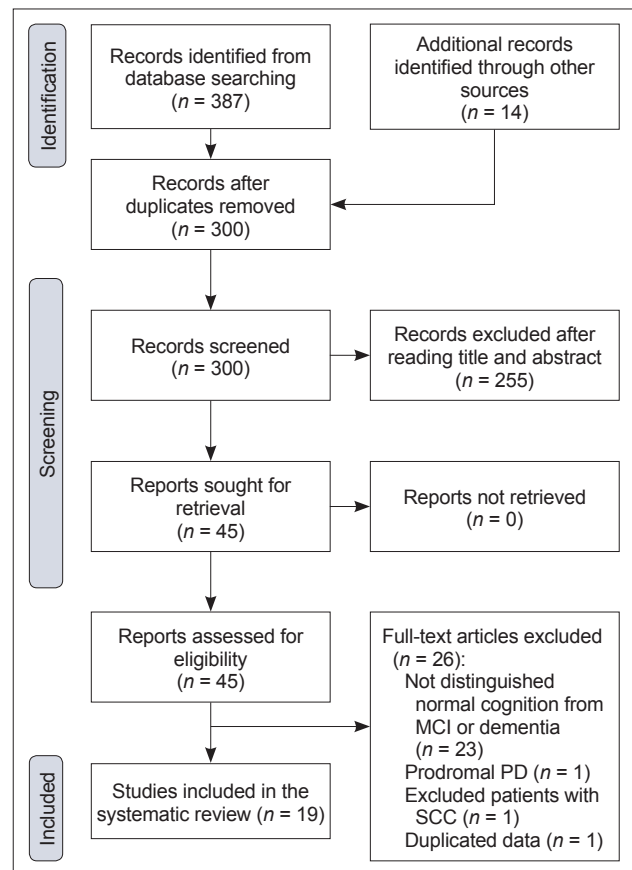 Identification
Records identified from
database searching
(n = 387)
Additional records
identified through other
sources
(n = 14)
Records after
duplicates removed
(n = 300)
Screening
Records screened
(n = 300)
Records excluded after
reading title and abstract
(n = 255)
Reports sought for
retrieval
(n = 45)
Reports not retrieved
(n = 0)
Reports assessed for
eligibility
(n = 45)
Full-text articles excluded
(n = 26):
Not distinguished
normal cognition from
MCI or dementia
(n = 23)
Prodromal PD (n = 1)
Excluded patients with
SCC (n = 1)
Duplicated data (n = 1)
Included
Studies included in the
systematic review (n = 19)